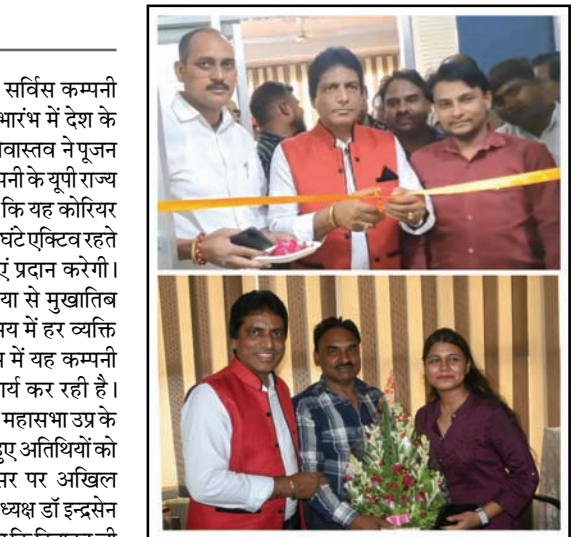 सर्विस कम्पनी
भारंभ में देश के
वास्तव ने पूजन
पनी के यूपी राज्य
कि यह कोरियर
घंटे एक्टिव रहते
एं प्रदान करेगी।
या से मुखातिब
मय में हर व्यक्ति
में यह कम्पनी
ार्य कर रही है।
महासभा उप्र के
हुए अतिथियों को
सर पर अखिल
ध्यक्ष डॉ इन्द्रसेन